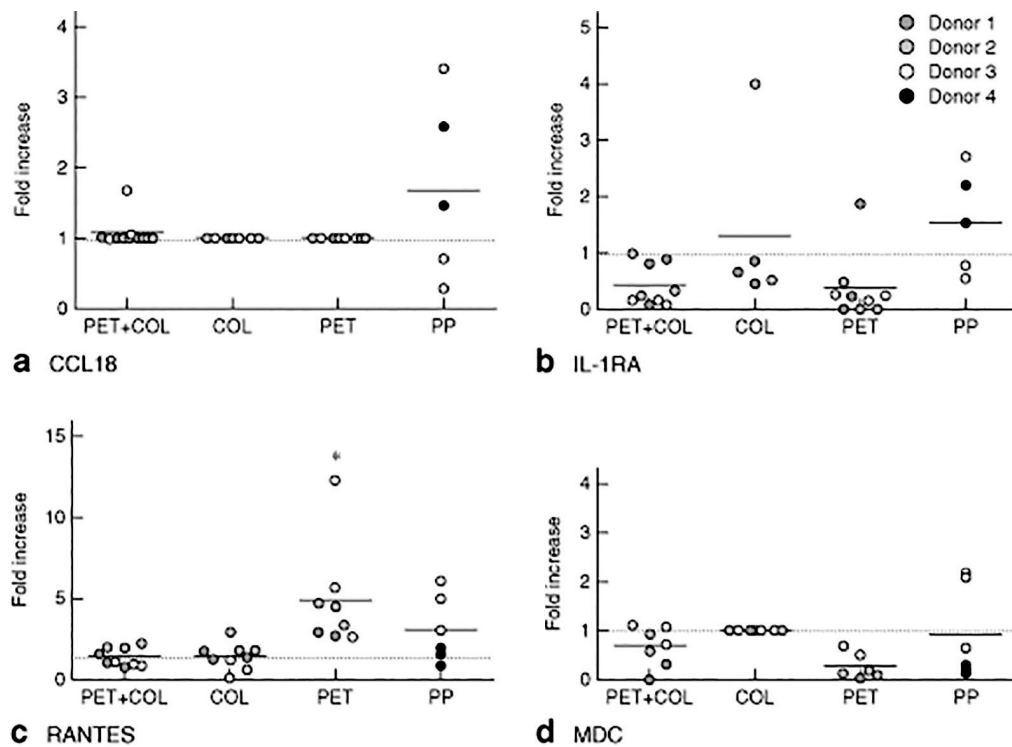 4
3
2
1
0
Fold increase
PET+COL COL PET PP
a CCL18
5
4
3
2
1
0
Fold increase
Donor 1
Donor 2
Donor 3
Donor 4
PET+COL COL PET PP
b IL-1RA
15
10
5
0
Fold increase
*
PET+COL COL PET PP
c RANTES
4
3
2
1
0
Fold increase
PET+COL COL PET PP
d MDC